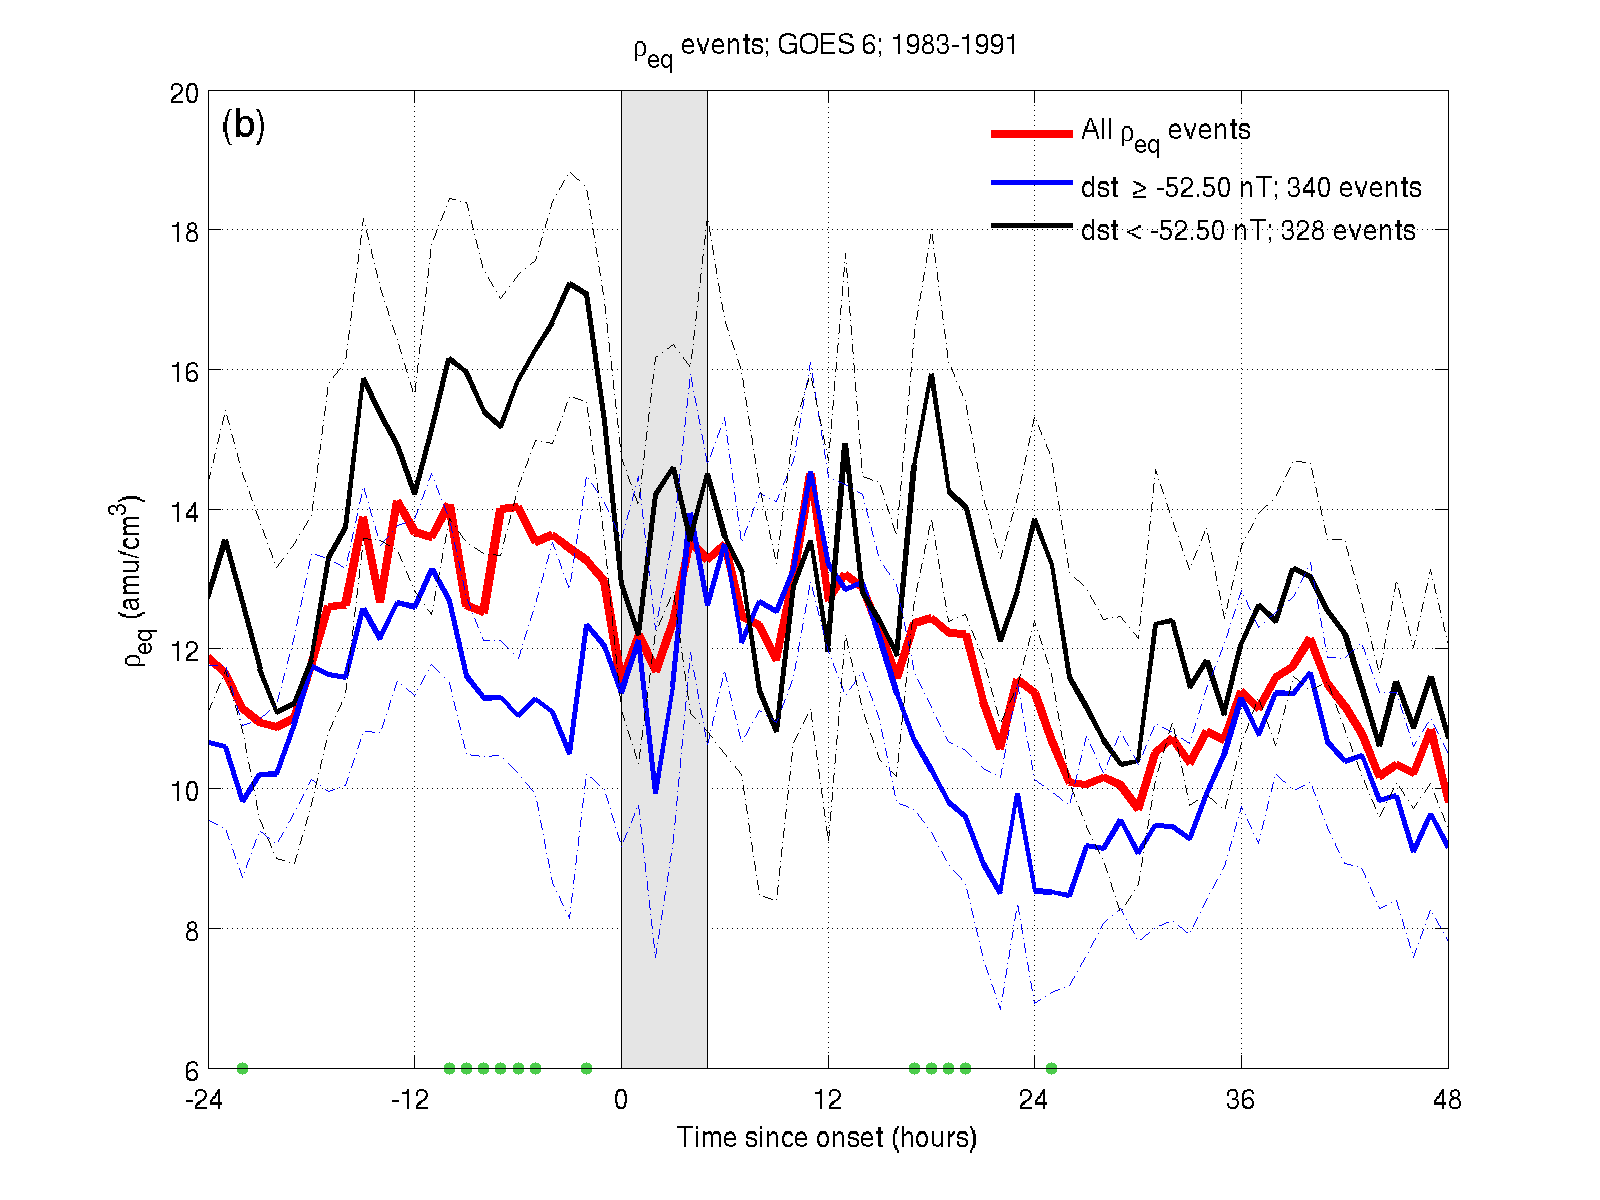 ρeq events; GOES 6; 1983-1991
(b)
All ρeq events
dst ≥ -52.50 nT; 340 events
dst < -52.50 nT; 328 events
20
18
16
14
12
10
8
6
ρeq (amu/cm³)
-24 -12 0 12 24 36 48
Time since onset (hours)